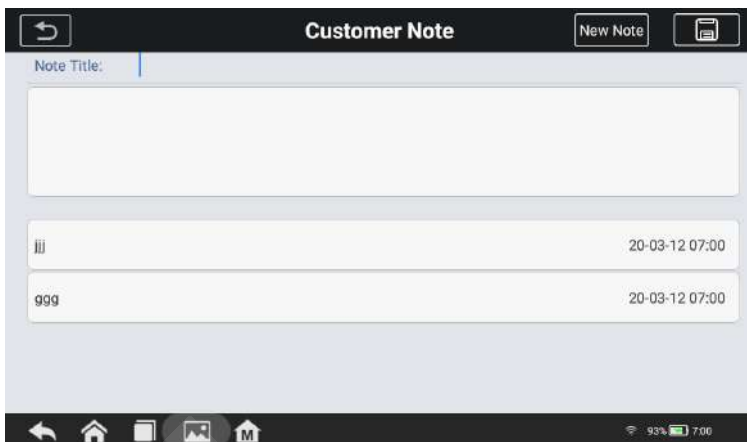 Customer Note
New Note
Note Title:
jjj 20-03-12 07:00
ggg 20-03-12 07:00
M
93% 7:00